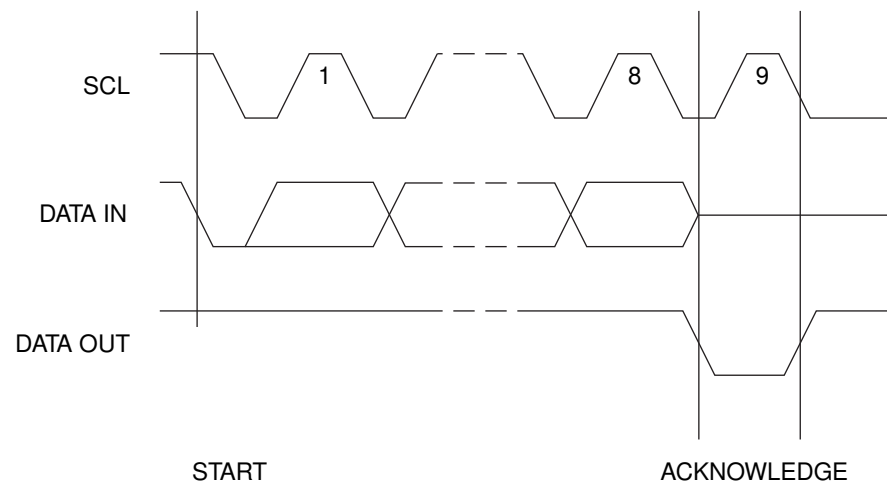 SCL
1
8
9
DATA IN
DATA OUT
START
ACKNOWLEDGE